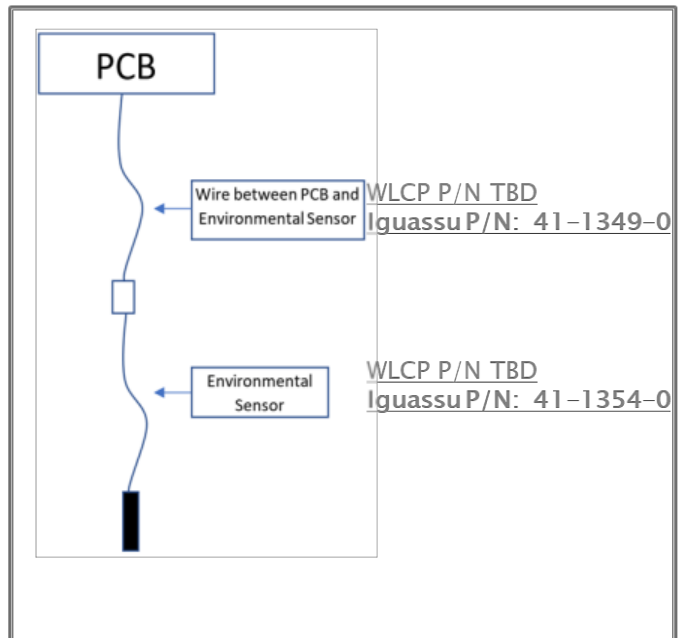 PCB
Wire between PCB and
Environmental Sensor
WLCP P/N TBD
Iguassu P/N: 41-1349-0
Environmental
Sensor
WLCP P/N TBD
Iguassu P/N: 41-1354-0